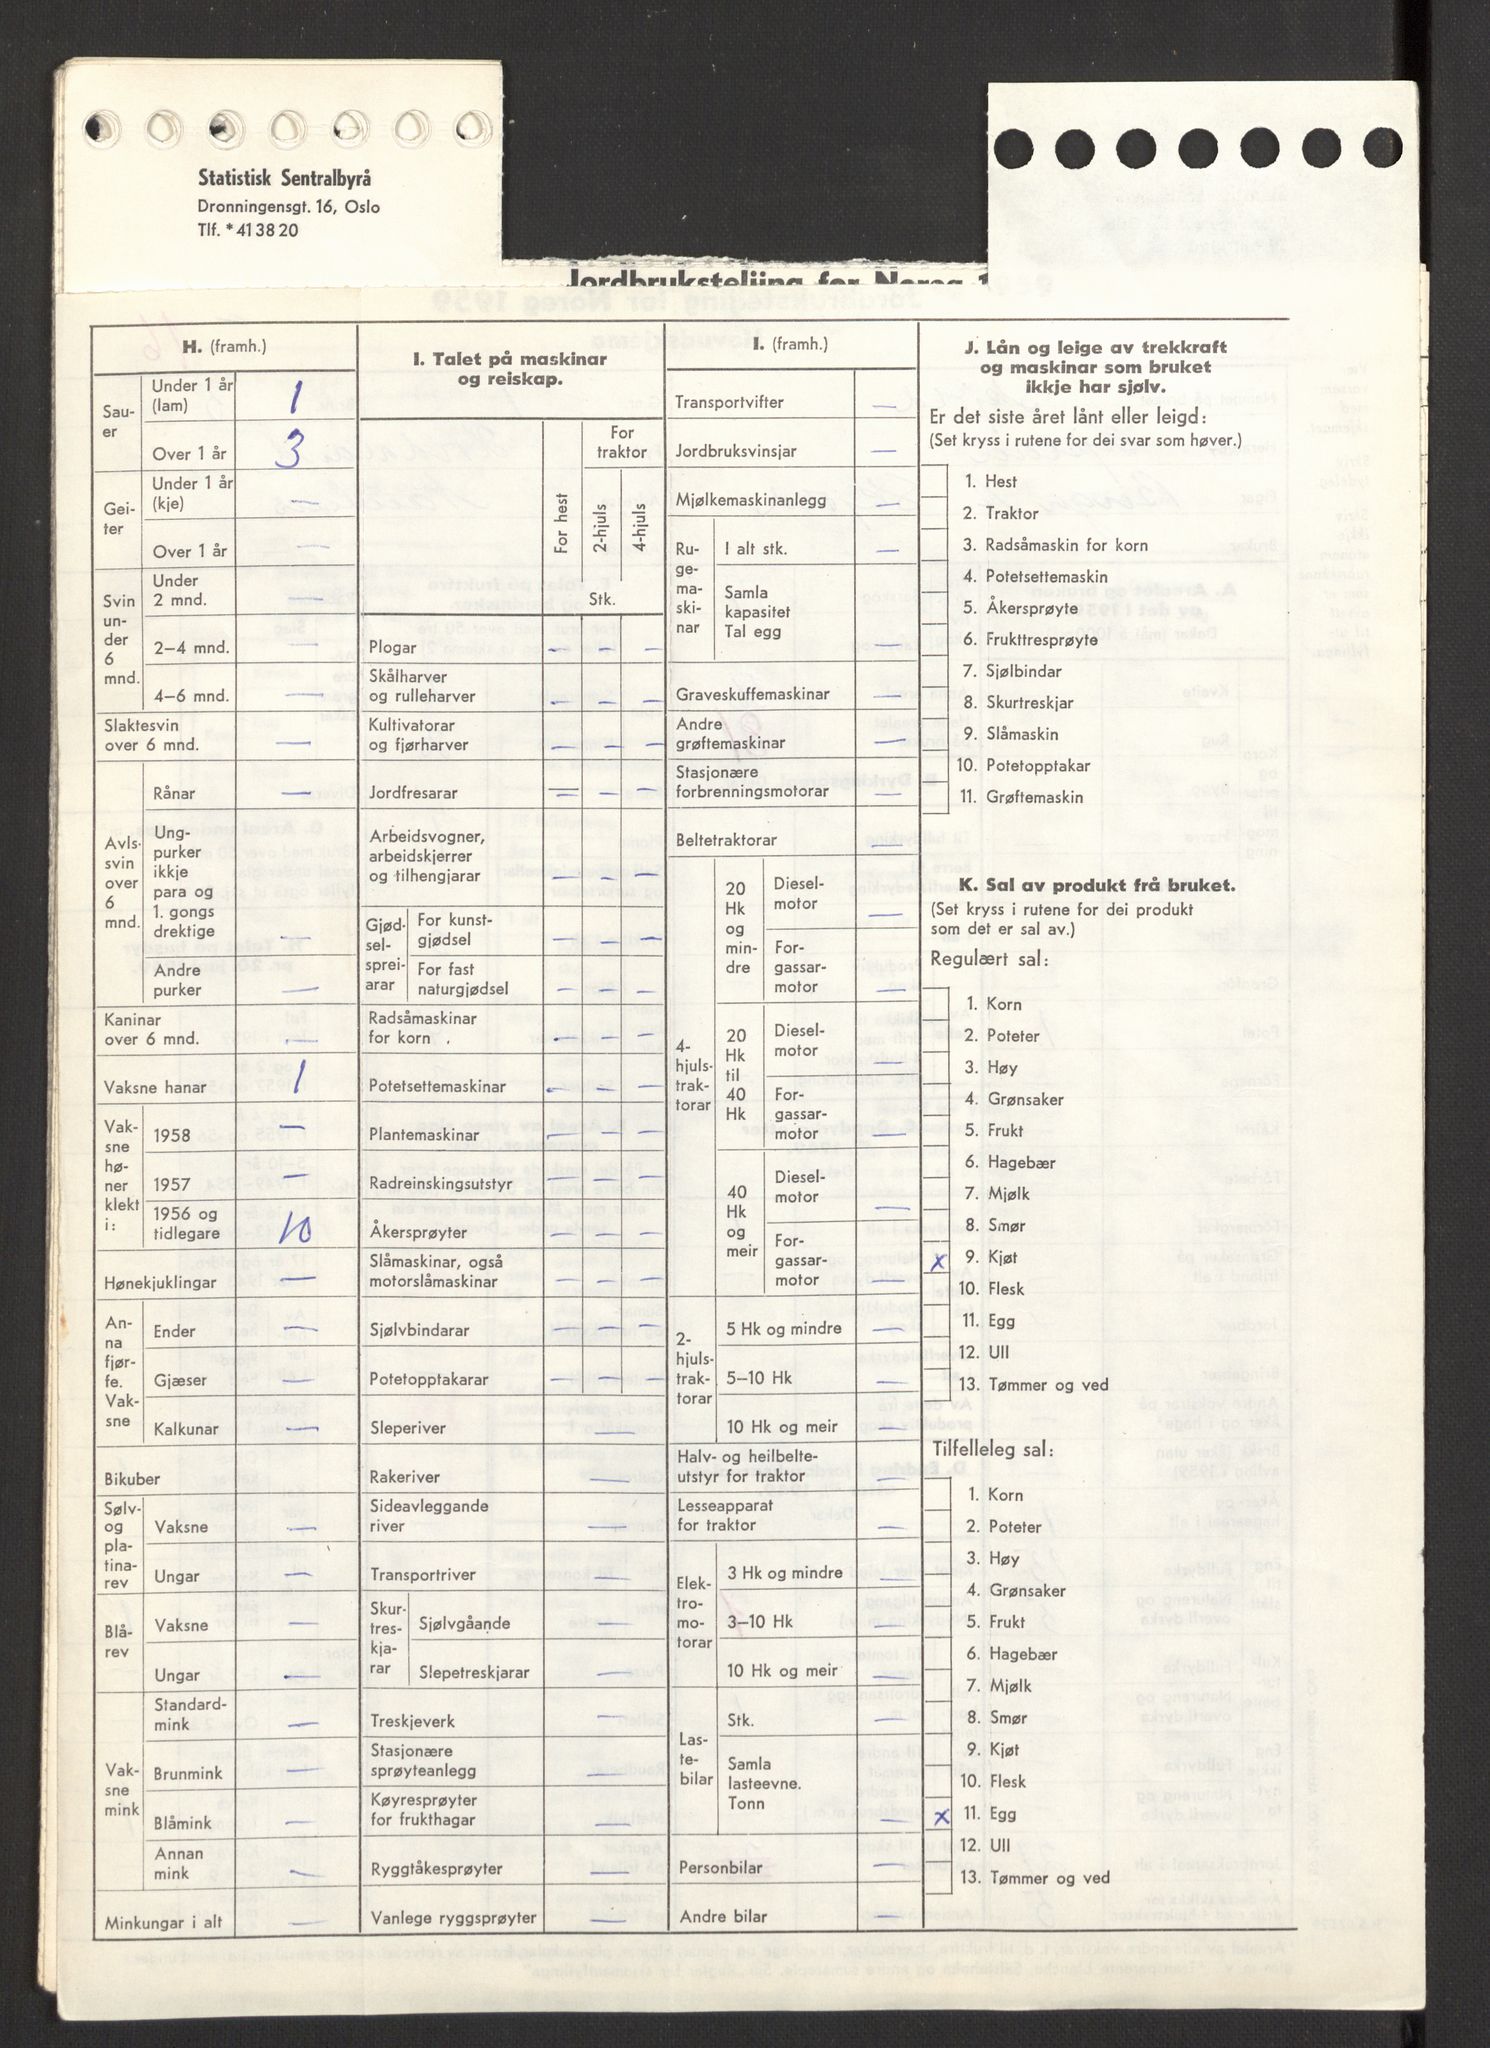 Statistisk Sentralbyrå
Dronningensgt. 16, Oslo
Tlf. * 41 38 20
Jordbruksteljing for Noreg 1
H. (framh.)
Sau-
er
Under 1 år
(lam) 1
Over 1 år 3
Gei-
ter
Under 1 år
(kje) —
Over 1 år —
Svin
un-
der
6
mnd.
Under
2 mnd. —
2—4 mnd. —
4—6 mnd. —
Slaktesvin
over 6 mnd. —
Avls-
svin
over
6
mnd.
Rånar —
Ung-
purker
ikkje
para og
1. gongs
drektige —
Andre
purker —
Kaninar
over 6 mnd. —
Vaksne hanar 1
Vak-
sne
hø-
ner
klekt
i:
1958 —
1957 —
1956 og
tidlegare 10
Hønekjuklingar —
An-
na
fjør-
fe.
Vak-
sne
Ender —
Gjæser —
Kalkunar —
Bikuber —
Sølv-
og
pla-
tina-
rev
Vaksne —
Ungar —
Blå-
rev
Vaksne —
Ungar —
Vak-
sne
mink
Standard-
mink —
Brunmink —
Blåmink —
Annan
mink —
Minkungar i alt —
I. Talet på maskinar
og reiskap.
For hest
For
traktor
2-hjuls
4-hjuls
Stk.
Plogar — — —
Skålharver
og rulleharver — — —
Kultivatorar
og fjørharver — — —
Jordfresarar — — —
Arbeidsvogner,
arbeidskjerrer
og tilhengjarar — — —
Gjød-
sel-
sprei-
arar
For kunst-
gjødsel — — —
For fast
naturgjødsel — — —
Radsåmaskinar
for korn — — —
Potetsettemaskinar — — —
Plantemaskinar — — —
Radreinskingsutstyr — — —
Åkersprøyter — — —
Slåmaskinar, også
motorslåmaskinar — — —
Sjølvbindarar — — —
Potetopptakarar — — —
Sleperiver —
Rakeriver —
Sideavleggande
river —
Transportriver —
Skur-
tres-
kja-
rar
Sjølvgåande —
Slepetreskjarar —
Treskjeverk —
Stasjonære
sprøyteanlegg —
Køyresprøyter
for frukthagar —
Ryggtåkesprøyter —
Vanlege ryggsprøyter —
I. (framh.)
Transportvifter —
Jordbruksvinsjar —
Mjølkemaskinanlegg —
Ru-
ge-
ma-
ski-
nar
I alt stk. —
Samla
kapasitet
Tal egg —
Graveskuffemaskinar —
Andre
grøftemaskinar —
Stasjonære
forbrenningsmotorar —
Beltetraktorar —
4-
hjuls-
trak-
torar
20
Hk
og
min-
dre
Diesel-
motor —
For-
gassar-
motor —
20
Hk
til
40
Hk
Diesel-
motor —
For-
gassar-
motor —
40
Hk
og
meir
Diesel-
motor —
For-
gassar-
motor —
2-
hjuls-
trak-
torar
5 Hk og mindre —
5—10 Hk —
10 Hk og meir —
Halv- og heilbelte-
utstyr for traktor —
Lesseapparat
for traktor —
Elek-
tro-
mo-
torar
3 Hk og mindre —
3—10 Hk —
10 Hk og meir —
Las-
te-
bilar
Stk. —
Samla
lasteevne.
Tonn —
Personbilar —
Andre bilar —
J. Lån og leige av trekkraft
og maskinar som bruket
ikkje har sjølv.
Er det siste året lånt eller leigd:
(Set kryss i rutene for dei svar som høver.)
1. Hest
2. Traktor
3. Radsåmaskin for korn
4. Potetsettemaskin
5. Åkersprøyte
6. Frukttresprøyte
7. Sjølbindar
8. Skurtreskjar
9. Slåmaskin
10. Potetopptakar
11. Grøftemaskin
K. Sal av produkt frå bruket.
(Set kryss i rutene for dei produkt
som det er sal av.)
Regulært sal:
1. Korn
2. Poteter
3. Høy
4. Grønsaker
5. Frukt
6. Hagebær
7. Mjølk
8. Smør
x 9. Kjøt
10. Flesk
11. Egg
12. Ull
13. Tømmer og ved
Tilfelleleg sal:
1. Korn
2. Poteter
3. Høy
4. Grønsaker
5. Frukt
6. Hagebær
7. Mjølk
8. Smør
9. Kjøt
10. Flesk
x 11. Egg
12. Ull
13. Tømmer og ved